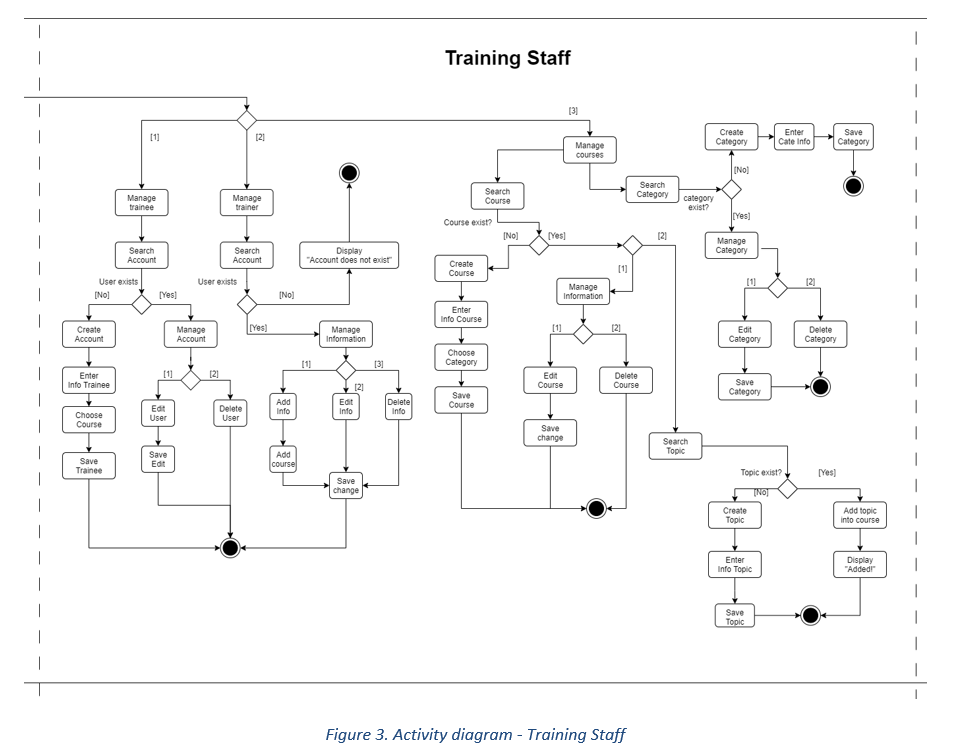 Training Staff
[1]
[2]
[3]
Manage
trainee
Search
Account
User exists
[No]
[Yes]
Create
Account
Enter
Info Trainee
Choose
Course
Save
Trainee
Manage
Account
[1]
[2]
Edit
User
Save
Edit
Delete
User
Manage
trainer
Search
Account
User exists
[No]
[Yes]
Display
"Account does not exist"
Manage
Information
[1]
[2]
[3]
Add
Info
Add
course
Edit
Info
Delete
Info
Save
change
Manage
courses
Search
Course
Course exist?
[No]
[Yes]
Create
Course
Enter
Info Course
Choose
Category
Save
Course
[1]
[2]
Manage
Information
[1]
[2]
Edit
Course
Save
change
Delete
Course
Search
Topic
Topic exist?
[No]
[Yes]
Create
Topic
Enter
Info Topic
Save
Topic
Add topic
into course
Display
"Added!"
Search
Category
category
exist?
[No]
[Yes]
Create
Category
Enter
Cate Info
Save
Category
Manage
Category
[1]
[2]
Edit
Category
Save
Category
Delete
Category
Figure 3. Activity diagram - Training Staff